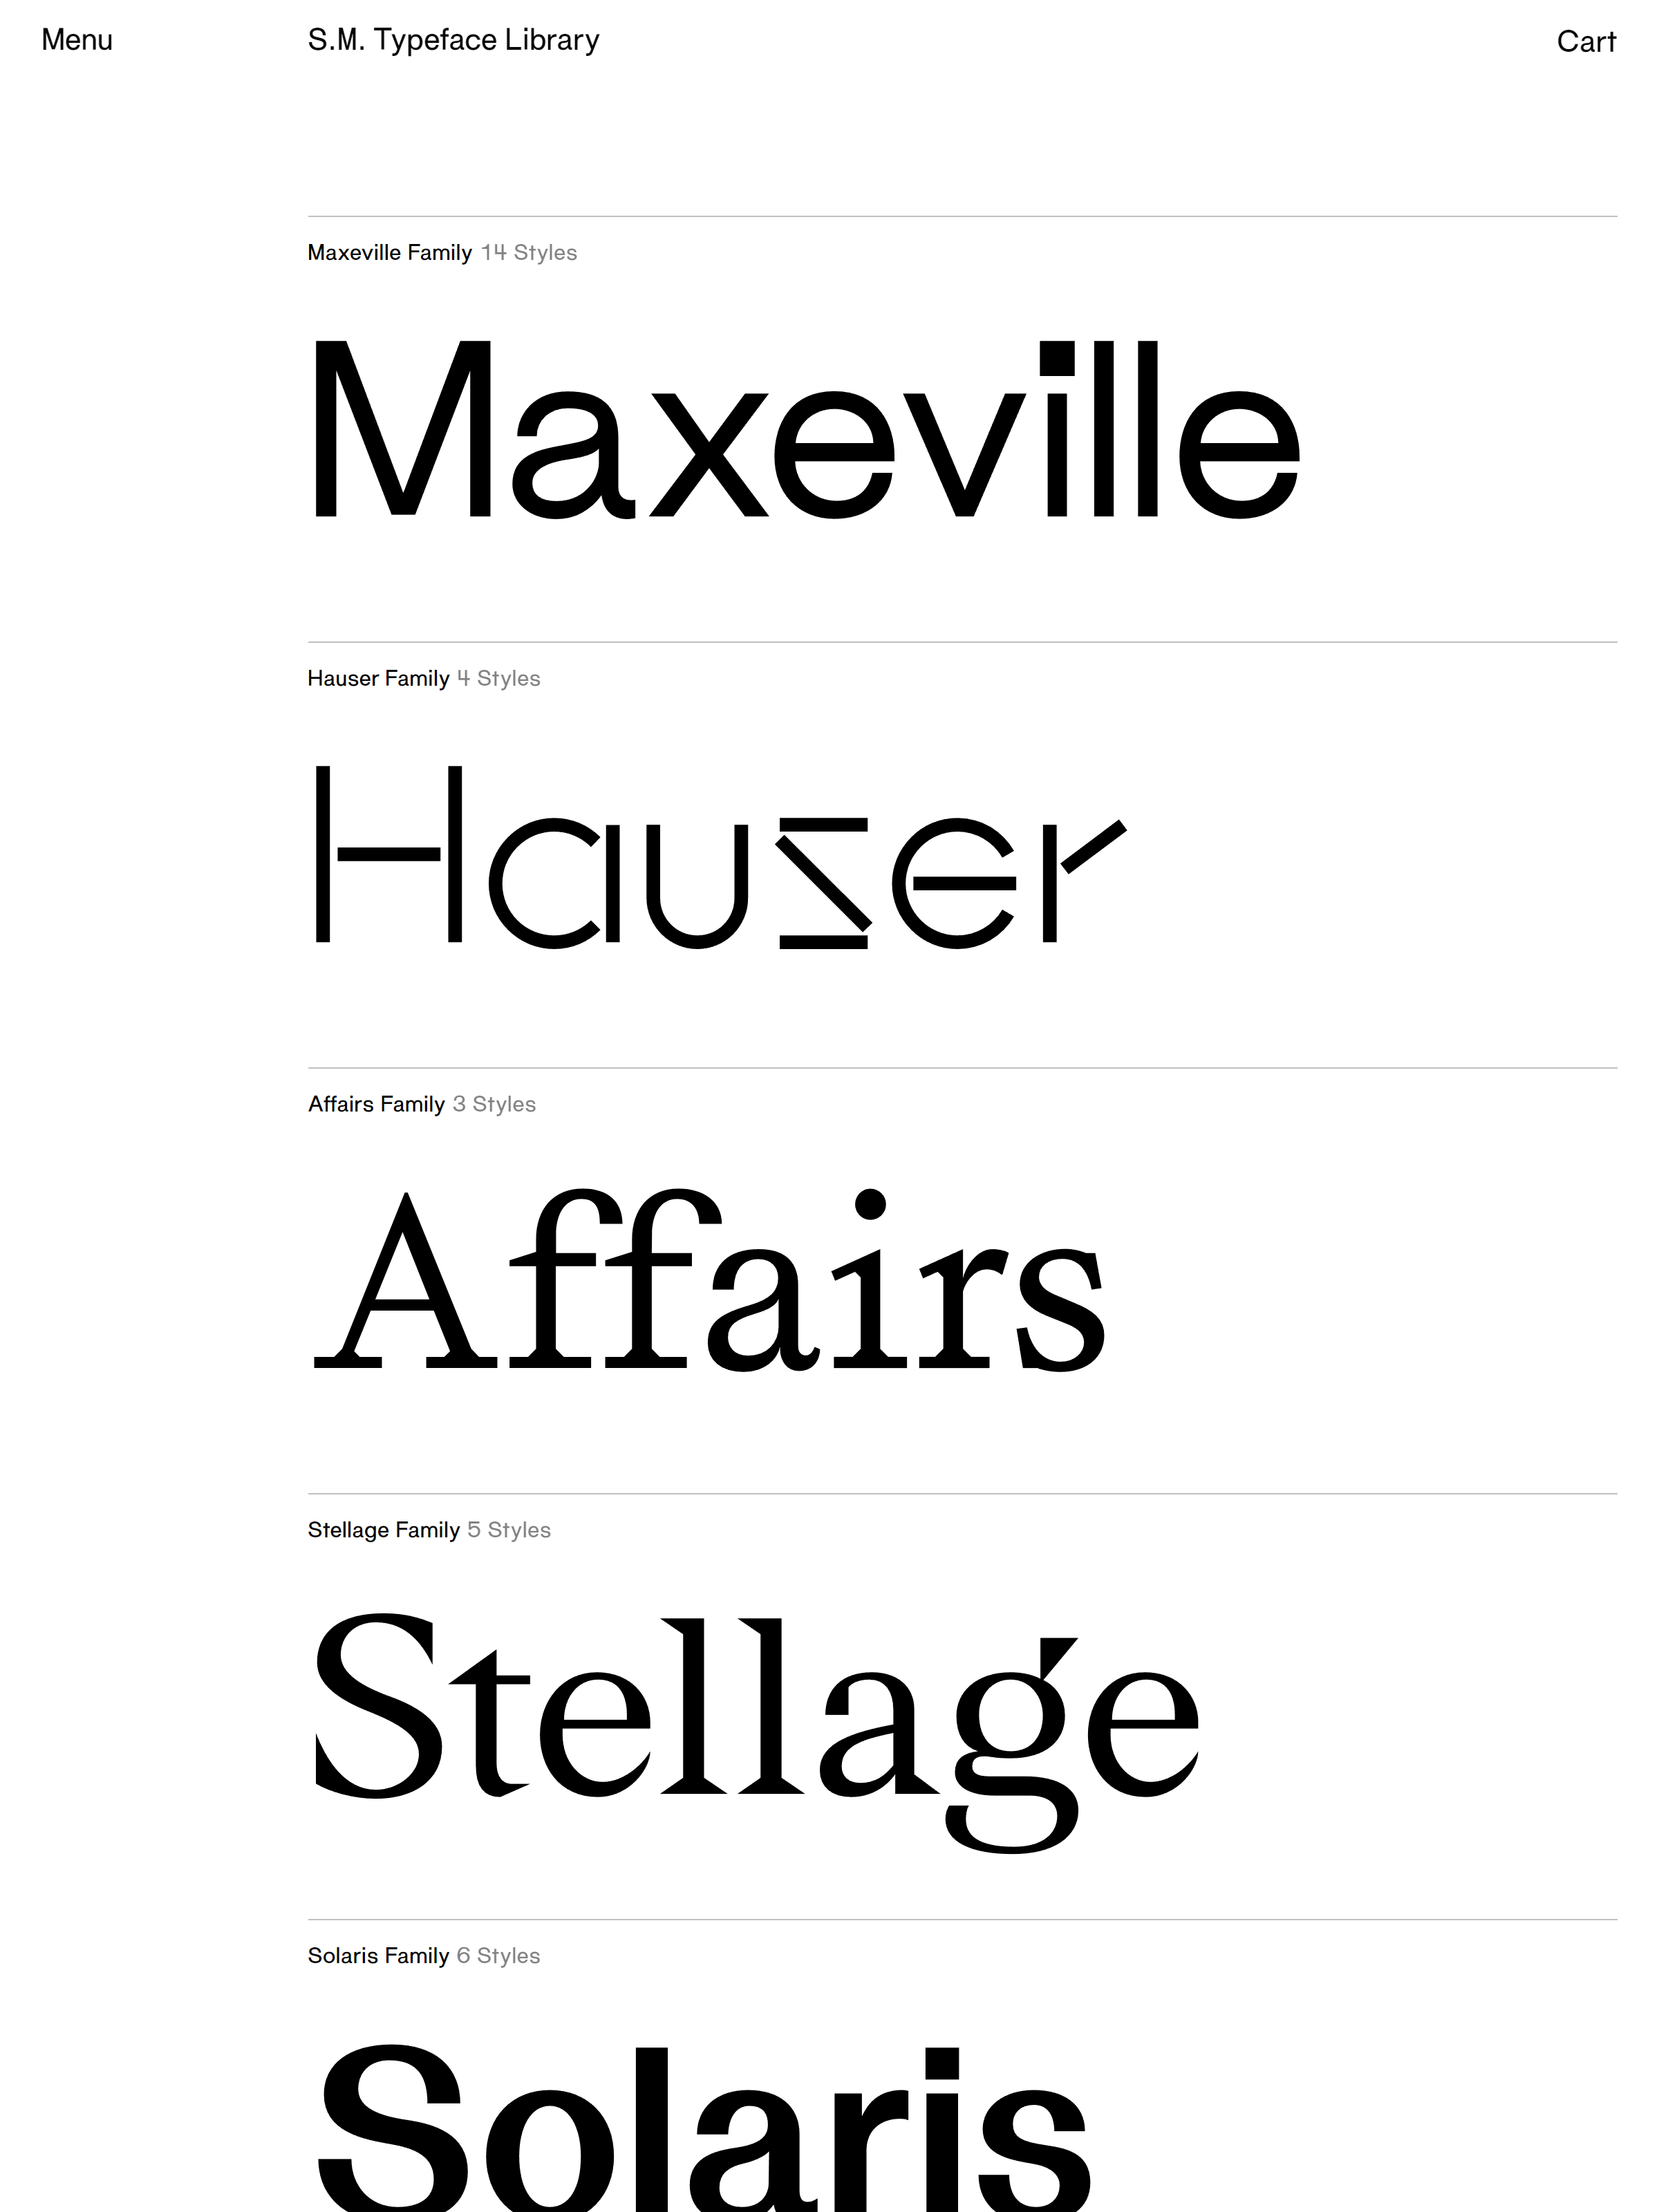 Menu S.M. Typeface Library Cart
Maxeville Family 14 Styles
Maxeville
Hauser Family 4 Styles
Hauser
Affairs Family 3 Styles
Affairs
Stellage Family 5 Styles
Stellage
Solaris Family 6 Styles
Solaris